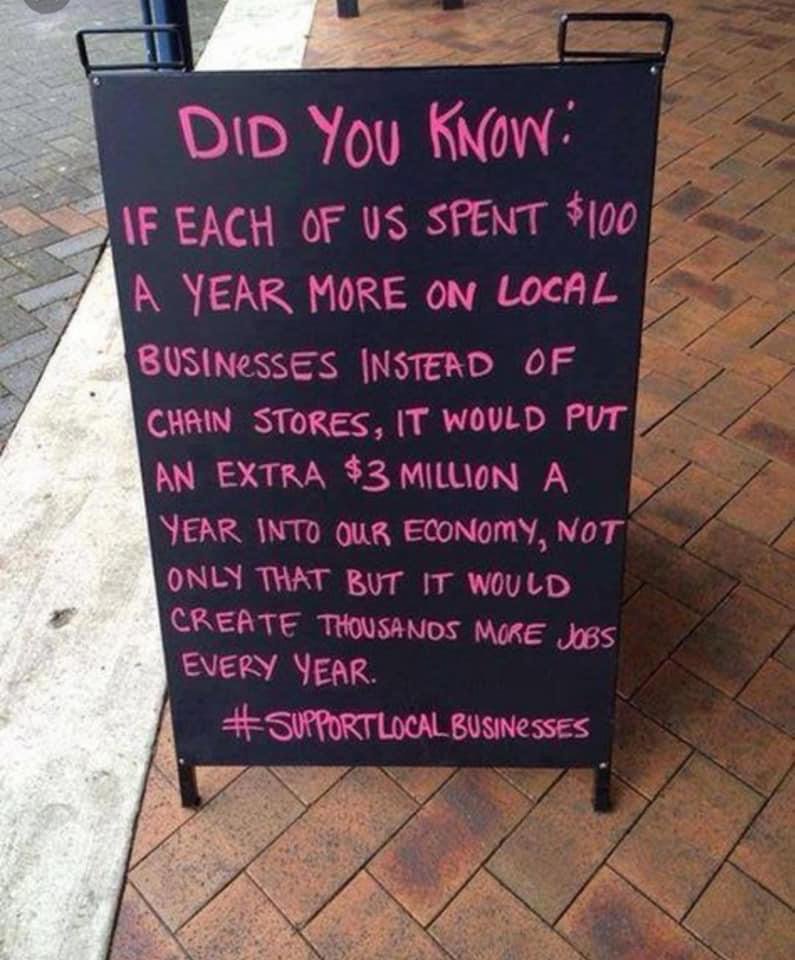 DID YOU KNOW:
IF EACH OF US SPENT $100
A YEAR MORE ON LOCAL
BUSINeSSES INSTEAD OF
CHAIN STORES, IT WOULD PUT
AN EXTRA $3 MILLION A
YEAR INTO OUR ECONOMY, NOT
ONLY THAT BUT IT WOULD
CREATE THOUSANDS MORE JOBS
EVERY YEAR.
#SUPPORTLOCALBUSINeSSES